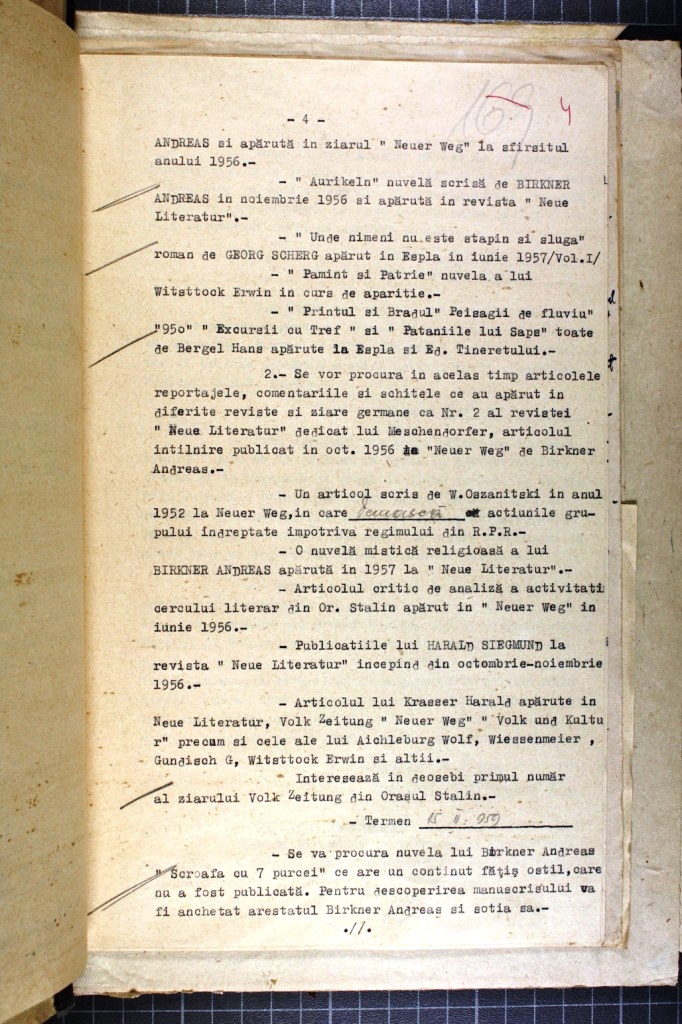 169 4
- 4 -
ANDREAS si apărută in ziarul " Neuer Weg" la sfirsitul
anului 1956.-
- " Aurikeln" nuvelă scrisă de BIRKNER
ANDREAS in noiembrie 1956 si apărută in revista " Neue
Literatur".-
- " Unde nimeni nu este stapin si sluga"
roman de GEORG SCHERG apărut in Espla in iunie 1957/Vol.I/
- " Pamint si Patrie" nuvela a lui
Witsttock Erwin in curs de aparitie.-
- " Printul si Bradul" Peisagii de fluviu"
"95o" " Excursii cu Tref " si " Pataniile lui Saps" toate
de Bergel Hans apărute la Espla si Ed. Tineretului.-
2.- Se vor procura in acelas timp articolele
reportajele, comentariile si schitele ce au apărut in
diferite reviste si ziare germane ca Nr. 2 al revistei
" Neue Literatur" dedicat lui Meschendorfer, articolul
intilnire publicat in oct. 1956 la "Neuer Weg" de Birkner
Andreas.-
- Un articol scris de W.Oszanitski in anul
1952 la Neuer Weg,in care demască actiunile gru-
pului indreptate impotriva regimului din R.P.R.-
- O nuvelă mistică religioasă a lui
BIRKNER ANDREAS apărută in 1957 la " Neue Literatur".-
- Articolul critic de analiză a activitati
cercului literar din Or. Stalin apărut in " Neuer Weg" in
iunie 1956.-
- Publicatiile lui HARALD SIEGMUND la
revista " Neue Literatur" incepind din octombrie-noiembrie
1956.-
- Articolul lui Krasser Harald apărute in
Neue Literatur, Volk Zeitung " Neuer Weg" " Volk und Kultu
r" precum si cele ale lui Aichleburg Wolf, Wiessenmeier ,
Gundisch G, Witsttock Erwin si altii.-
Interesează in deosebi primul număr
al ziarului Volk Zeitung din Orasul Stalin.-
- Termen 15 II. 959
- Se va procura nuvela lui Birkner Andreas
" Scroafa cu 7 purcei" ce are un continut fătiş ostil,care
nu a fost publicată. Pentru descoperirea manuscrisului va
fi anchetat arestatul Birkner Andreas si sotia sa.-
.//.